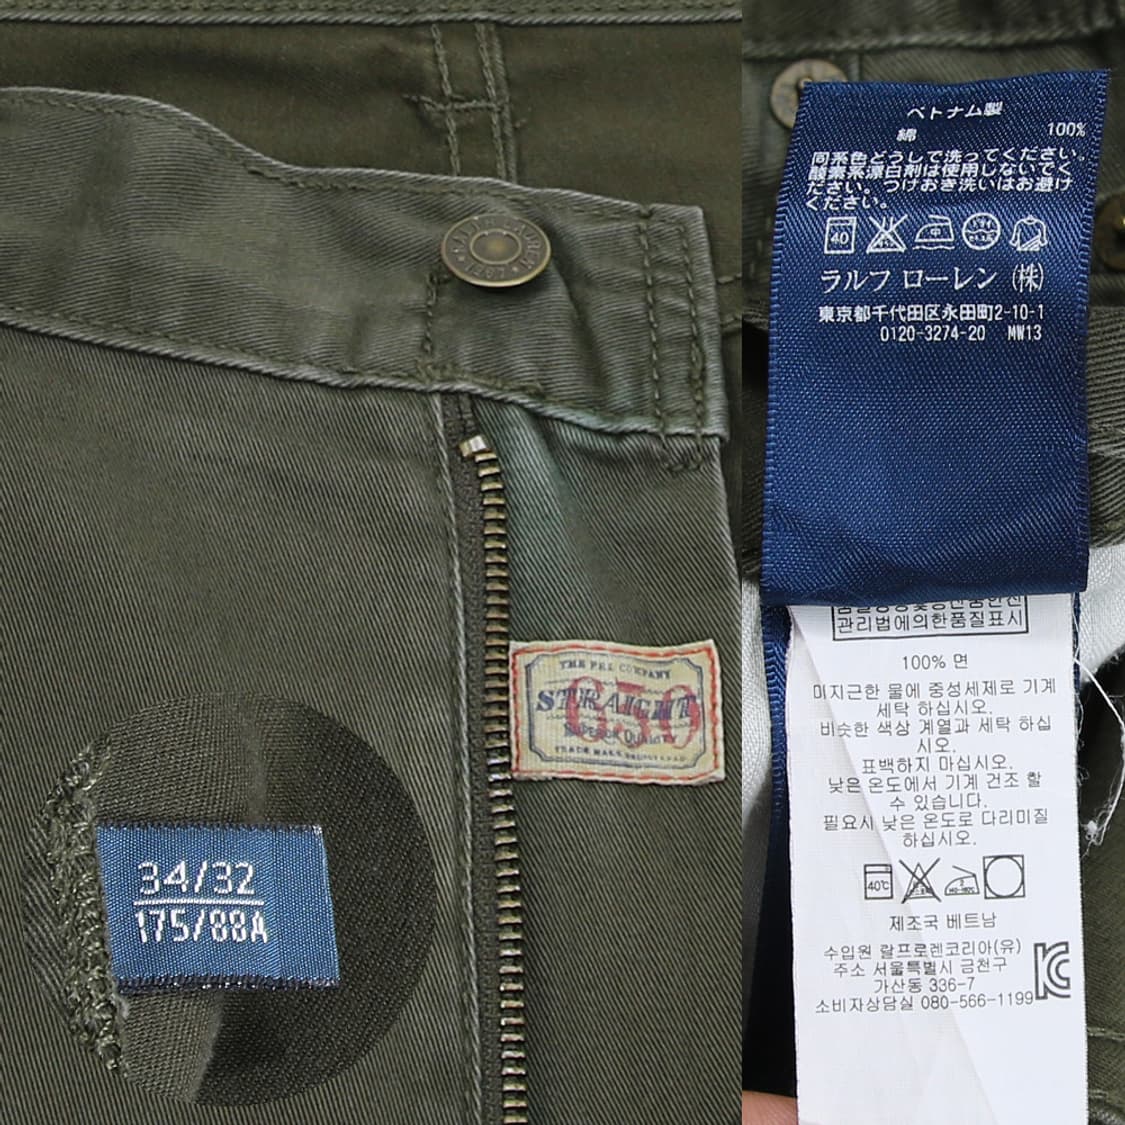 1967
THE P.R.L COMPANY
STRAIGHT
650
SUPERIOR QUALITY
TRADE MARK
34/32
175/88A
ベトナム製
綿 100%
同系色どうしで洗ってください。
酸素系漂白剤は使用しないでく
ださい。つけおき洗いはお避け
ください。
40
中
ラルフ ローレン (株)
東京都千代田区永田町2-10-1
0120-3274-20 MW13
관리법에의한품질표시
100% 면
미지근한 물에 중성세제로 기계
세탁 하십시오.
비슷한 색상 계열과 세탁 하십
시오.
표백하지 마십시오.
낮은 온도에서 기계 건조 할
수 있습니다.
필요시 낮은 온도로 다리미질
하십시오.
40℃
제조국 베트남
수입원 랄프로렌코리아(유)
주소 서울특별시 금천구
가산동 336-7
소비자상담실 080-566-1199